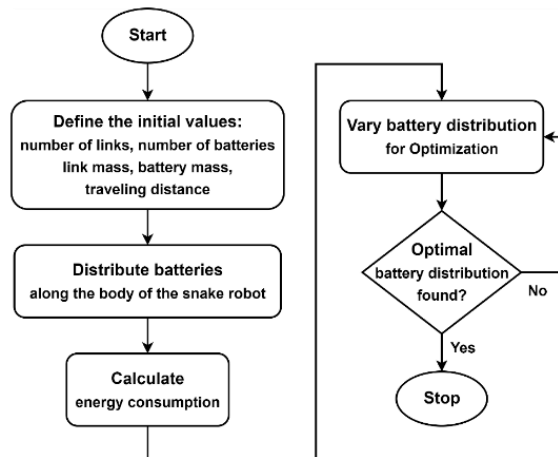 Start
Define the initial values:
number of links, number of batteries
link mass, battery mass,
traveling distance
Distribute batteries
along the body of the snake robot
Calculate
energy consumption
Vary battery distribution
for Optimization
Optimal
battery distribution
found?
No
Yes
Stop